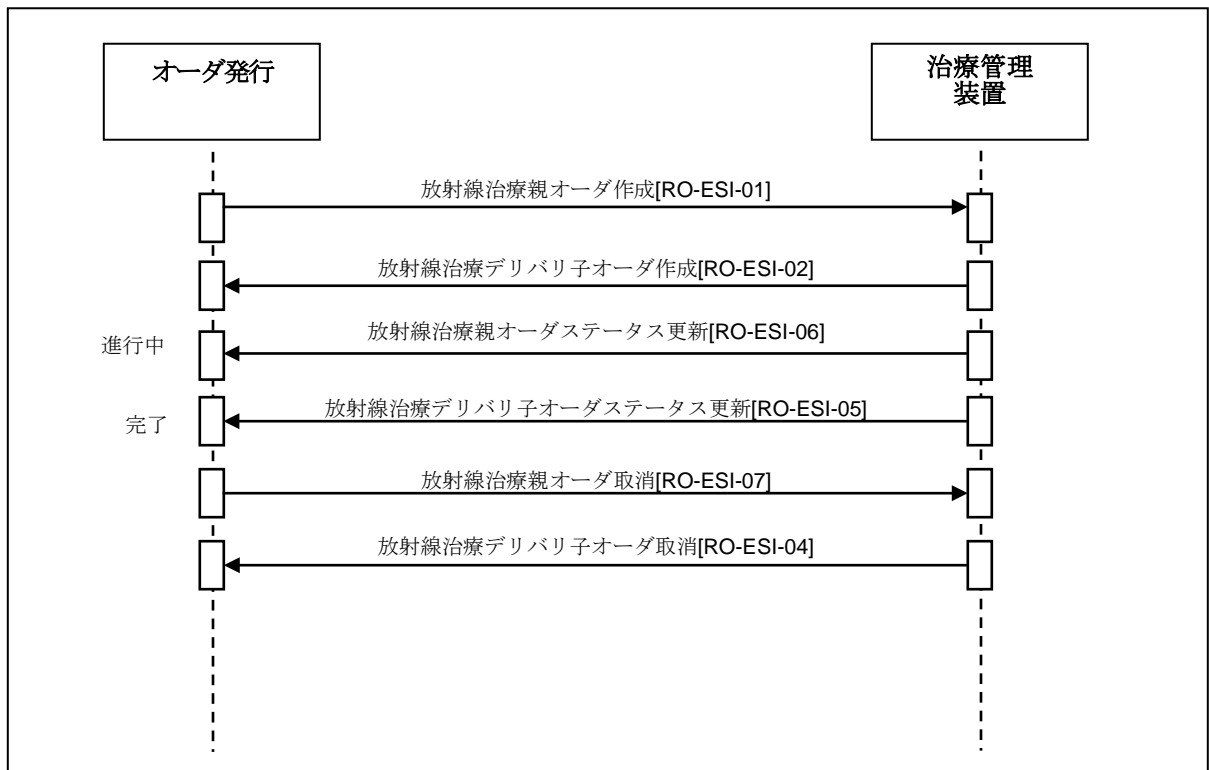 オーダ発行
治療管理
装置
放射線治療親オーダ作成[RO-ESI-01]
放射線治療デリバリ子オーダ作成[RO-ESI-02]
放射線治療親オーダステータス更新[RO-ESI-06]
進行中
放射線治療デリバリ子オーダステータス更新[RO-ESI-05]
完了
放射線治療親オーダ取消[RO-ESI-07]
放射線治療デリバリ子オーダ取消[RO-ESI-04]